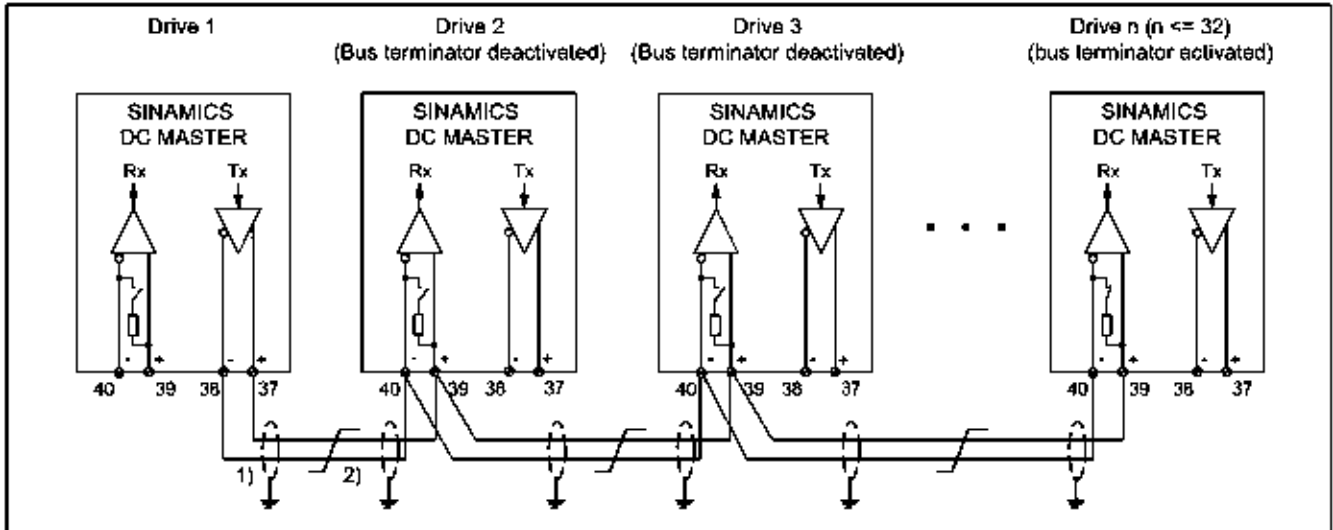 Drive 1
Drive 2
(Bus terminator deactivated)
Drive 3
(Bus terminator deactivated)
Drive n (n <= 32)
(bus terminator activated)
SINAMICS
DC MASTER
Rx Tx
- + - +
40 39 38 37
SINAMICS
DC MASTER
Rx Tx
- + - +
40 39 38 37
SINAMICS
DC MASTER
Rx Tx
- + - +
40 39 38 37
SINAMICS
DC MASTER
Rx Tx
- + - +
40 39 38 37
1) 2)